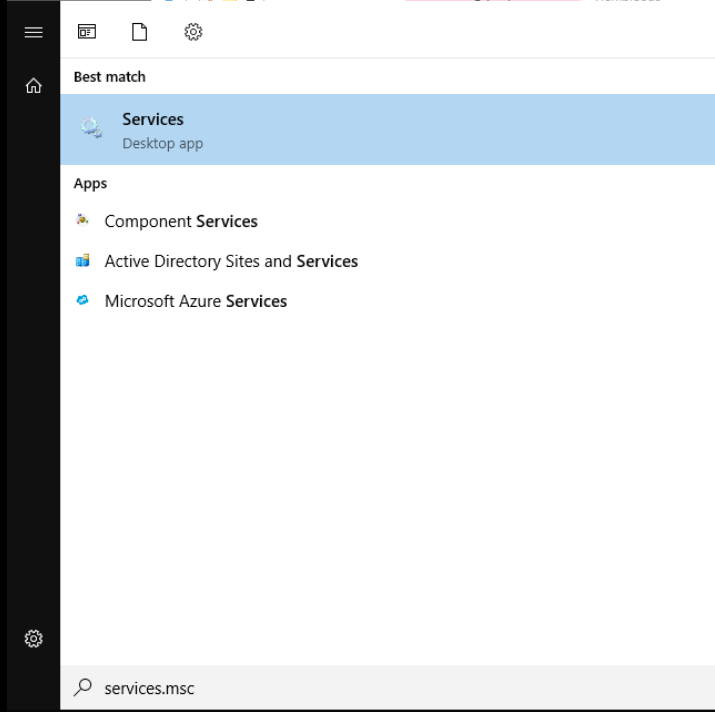 Best match
Services
Desktop app
Apps
Component Services
Active Directory Sites and Services
Microsoft Azure Services
services.msc